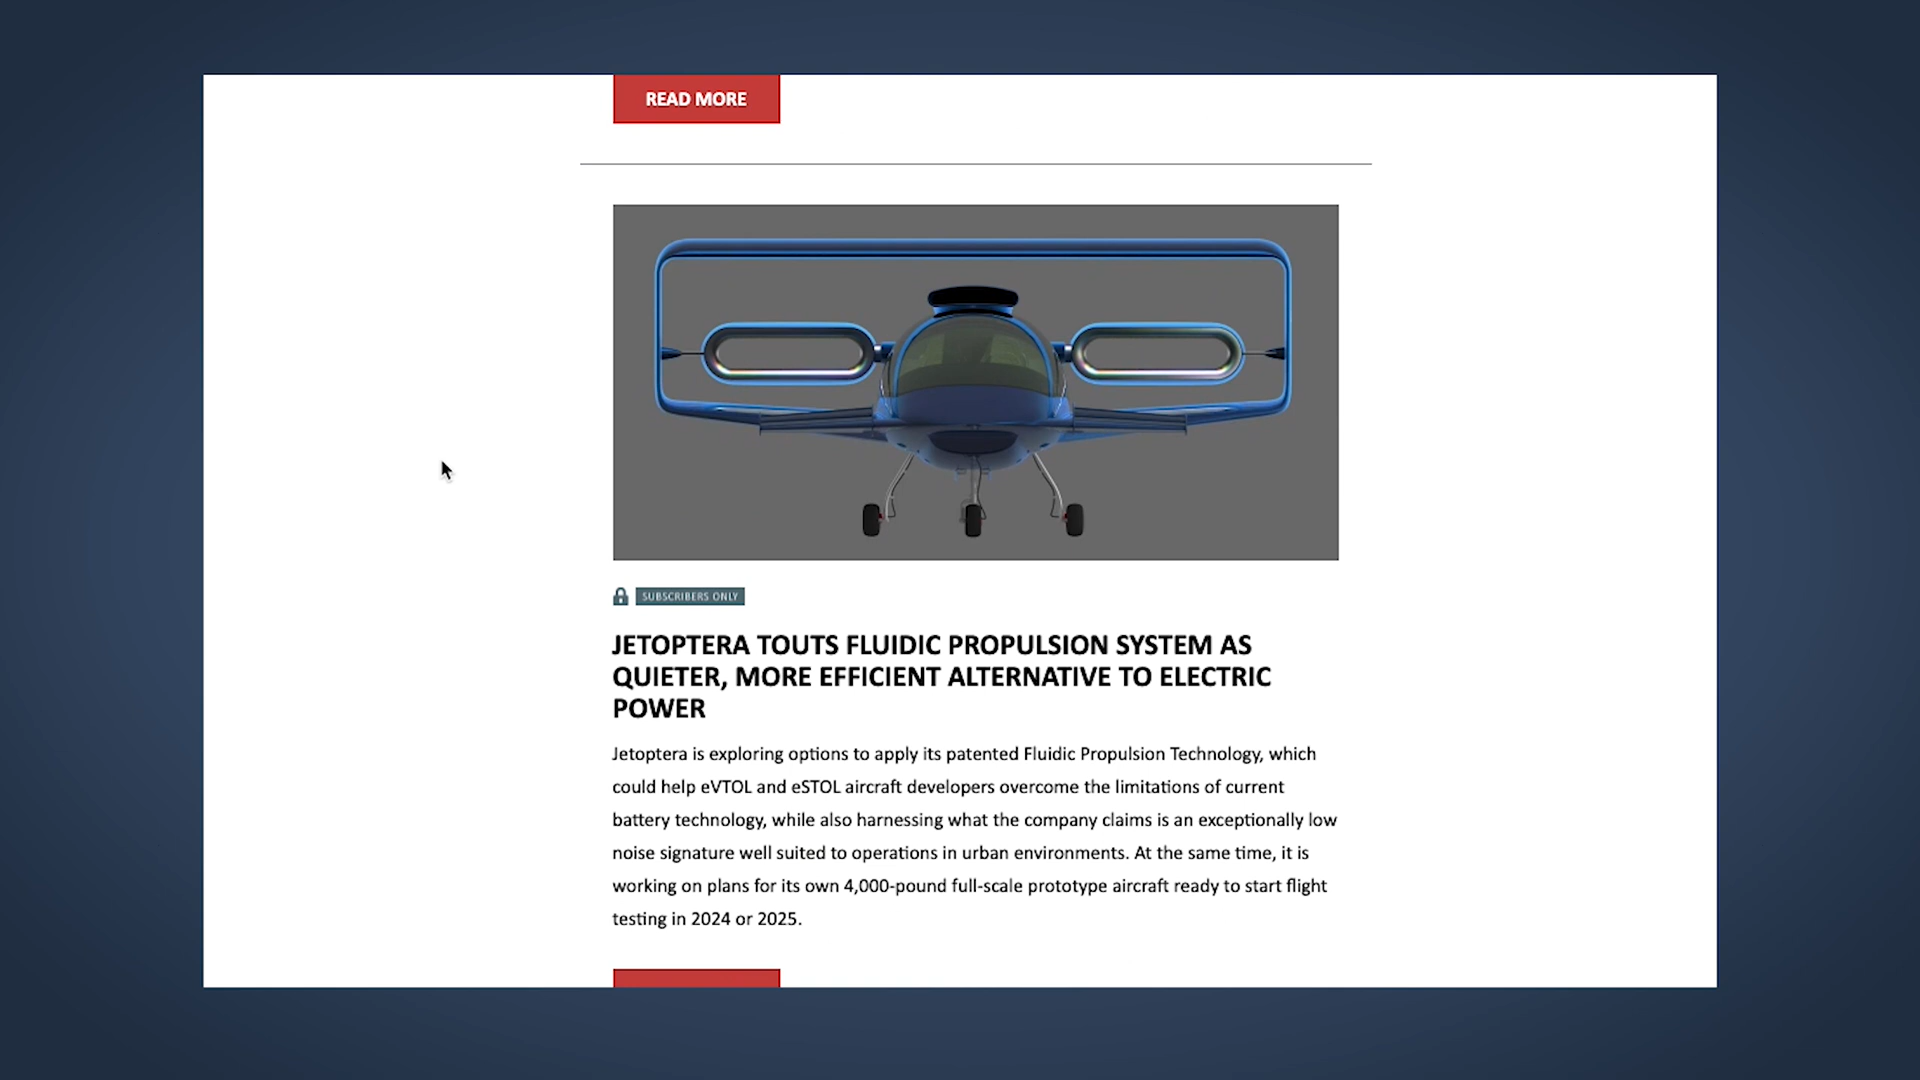 READ MORE
SUBSCRIBERS ONLY
JETOPTERA TOUTS FLUIDIC PROPULSION SYSTEM AS
QUIETER, MORE EFFICIENT ALTERNATIVE TO ELECTRIC
POWER
Jetoptera is exploring options to apply its patented Fluidic Propulsion Technology, which
could help eVTOL and eSTOL aircraft developers overcome the limitations of current
battery technology, while also harnessing what the company claims is an exceptionally low
noise signature well suited to operations in urban environments. At the same time, it is
working on plans for its own 4,000-pound full-scale prototype aircraft ready to start flight
testing in 2024 or 2025.